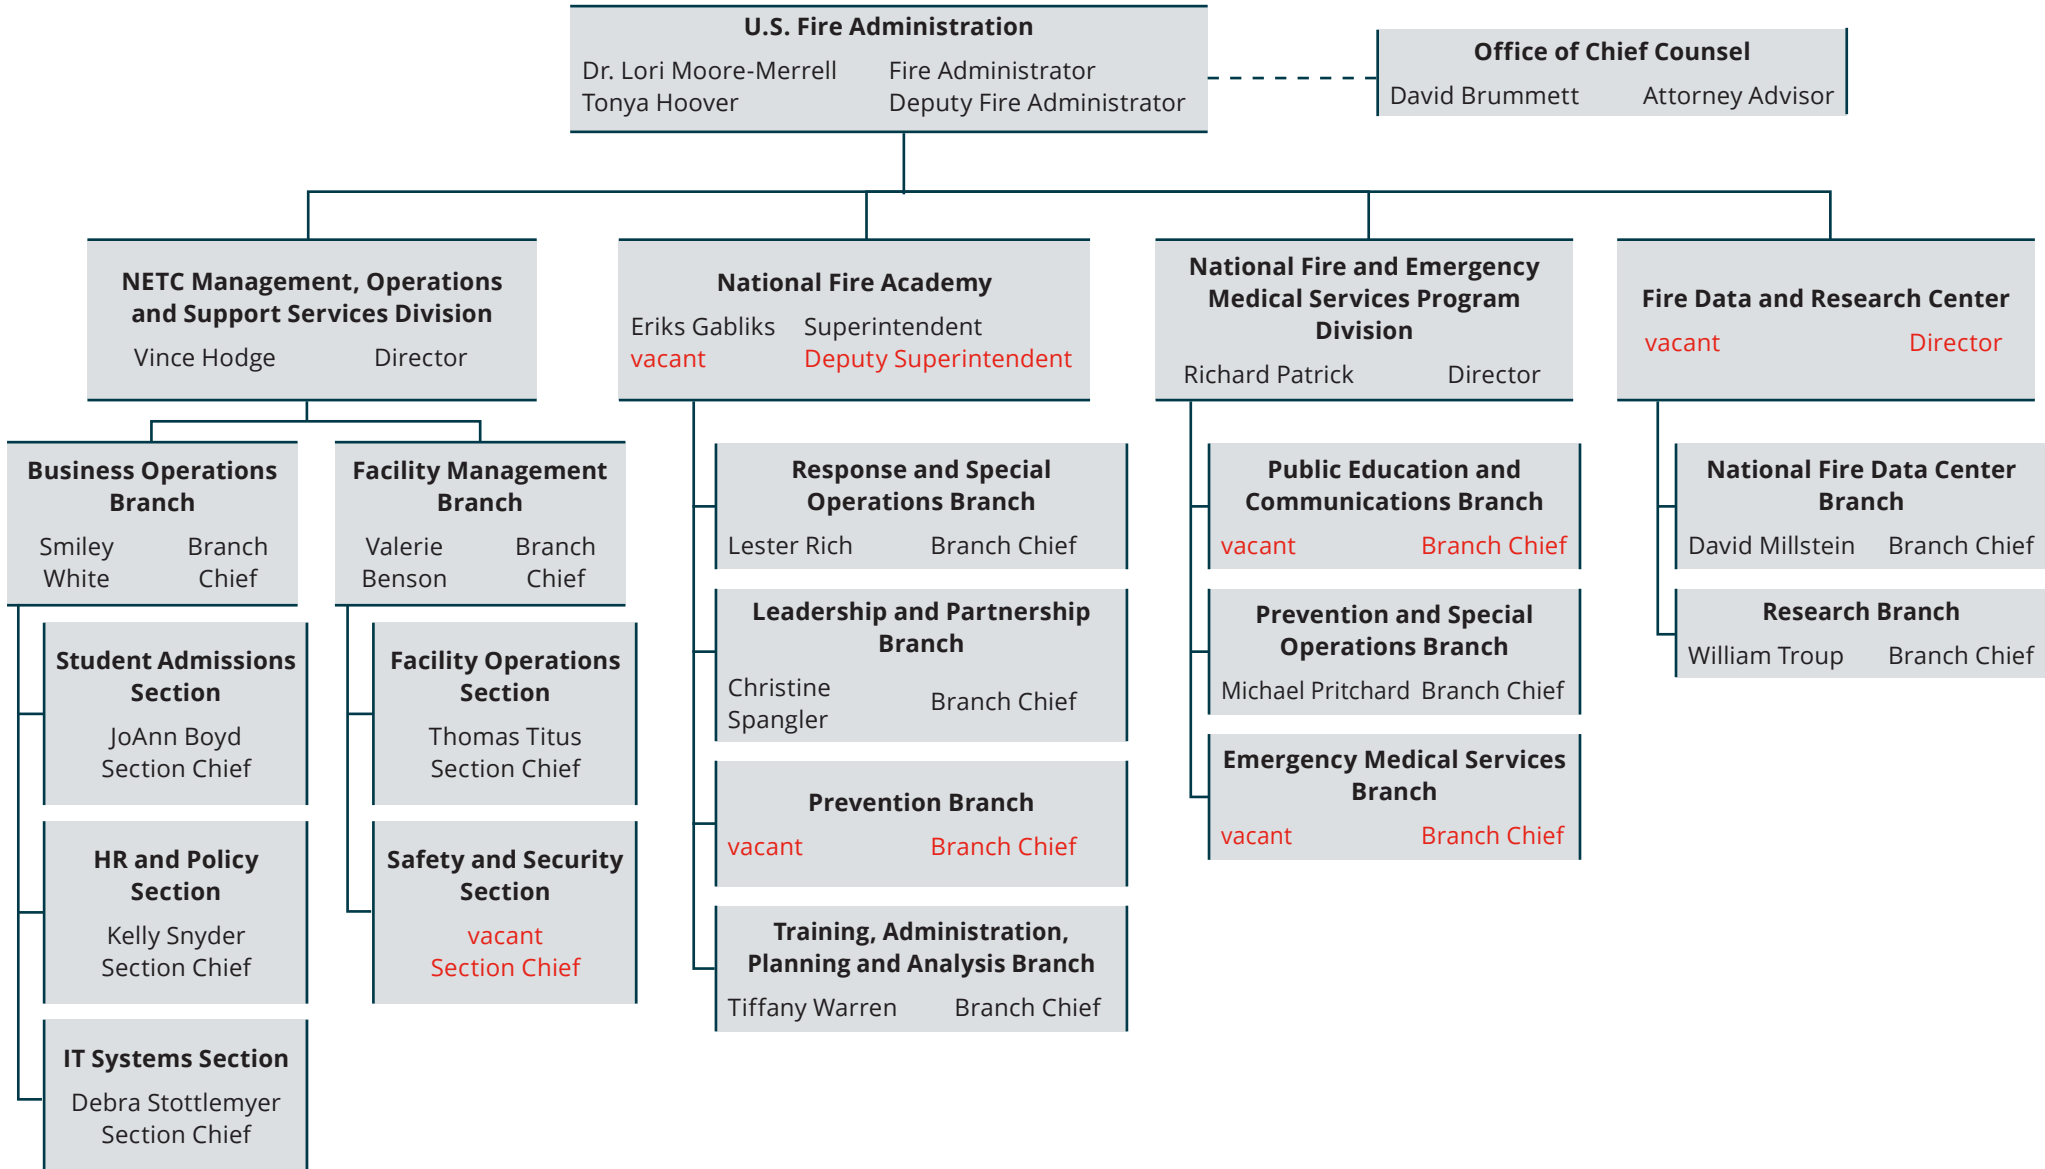 U.S. Fire Administration
Dr. Lori Moore-Merrell Fire Administrator
Tonya Hoover Deputy Fire Administrator
Office of Chief Counsel
David Brummett Attorney Advisor
NETC Management, Operations
and Support Services Division
Vince Hodge Director
National Fire Academy
Eriks Gabliks Superintendent
vacant Deputy Superintendent
National Fire and Emergency
Medical Services Program
Division
Richard Patrick Director
Fire Data and Research Center
vacant Director
Business Operations
Branch
Smiley Branch
White Chief
Student Admissions
Section
JoAnn Boyd
Section Chief
HR and Policy
Section
Kelly Snyder
Section Chief
IT Systems Section
Debra Stottlemyer
Section Chief
Facility Management
Branch
Valerie Branch
Benson Chief
Facility Operations
Section
Thomas Titus
Section Chief
Safety and Security
Section
vacant
Section Chief
Response and Special
Operations Branch
Lester Rich Branch Chief
Leadership and Partnership
Branch
Christine
Spangler
Branch Chief
Prevention Branch
vacant Branch Chief
Training, Administration,
Planning and Analysis Branch
Tiffany Warren Branch Chief
Public Education and
Communications Branch
vacant Branch Chief
Prevention and Special
Operations Branch
Michael Pritchard Branch Chief
Emergency Medical Services
Branch
vacant Branch Chief
National Fire Data Center
Branch
David Millstein Branch Chief
Research Branch
William Troup Branch Chief